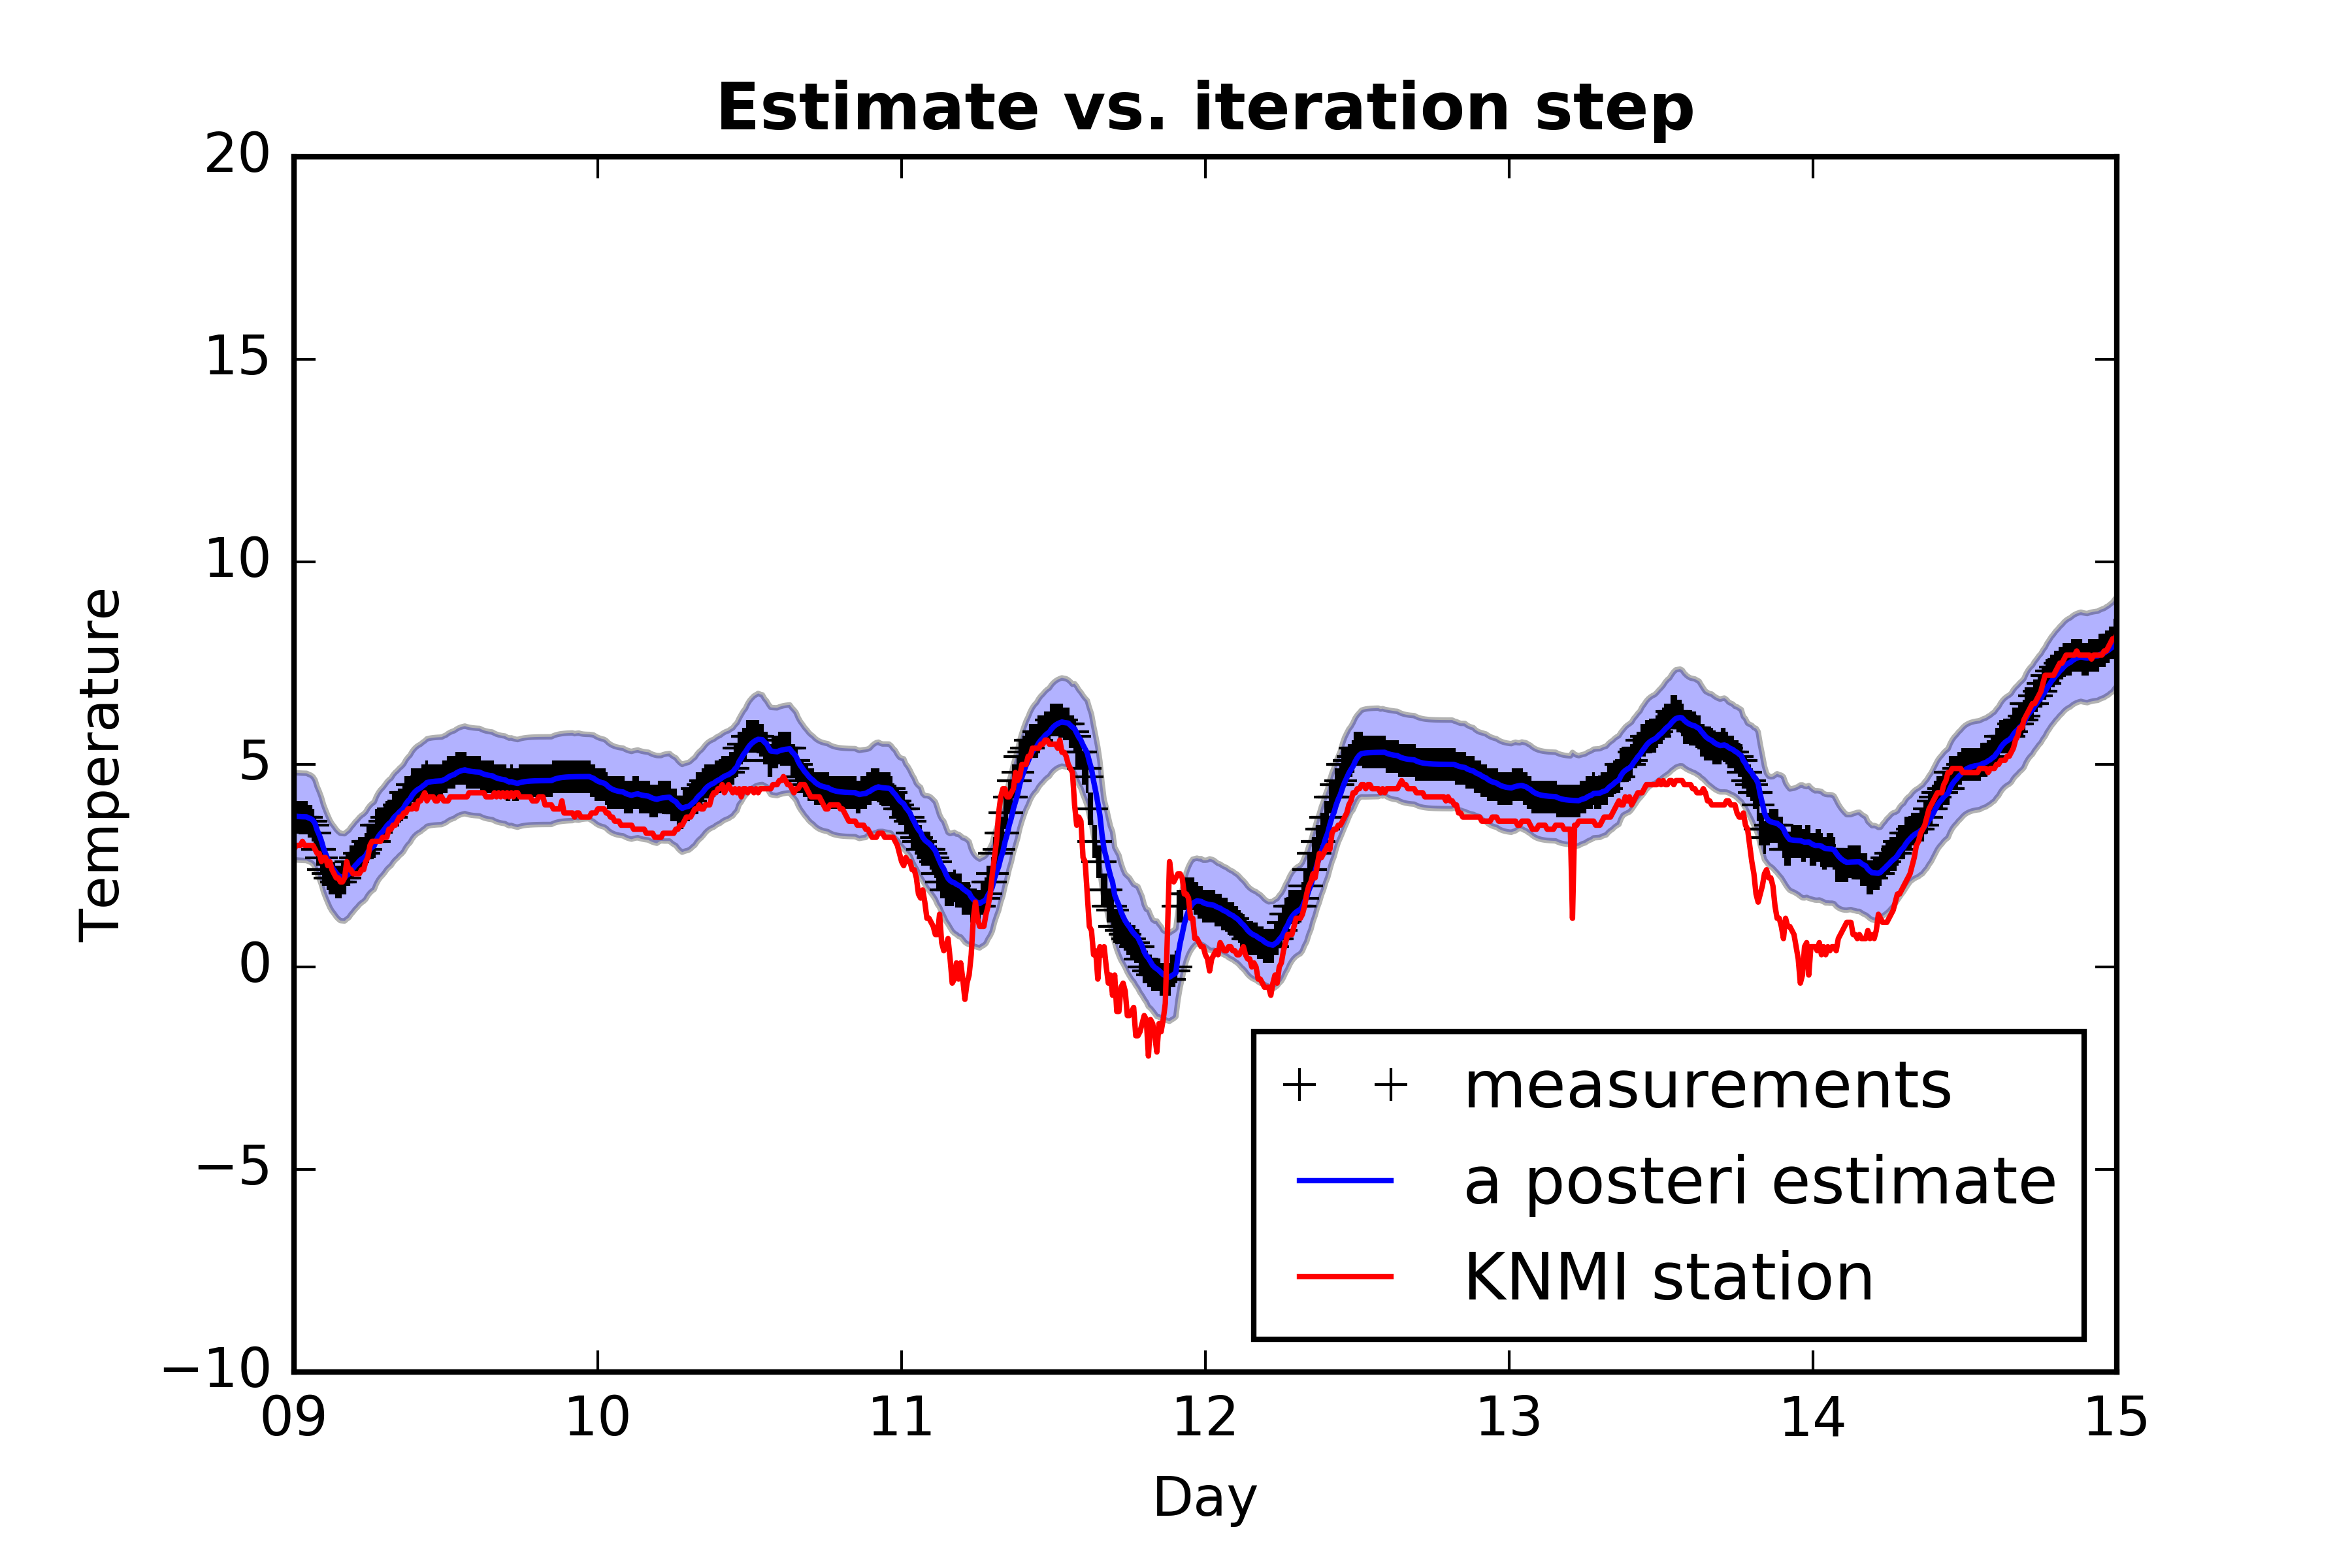 Estimate vs. iteration step
20
15
10
5
0
−5
−10
Temperature
measurements
a posteri estimate
KNMI station
09 10 11 12 13 14 15
Day